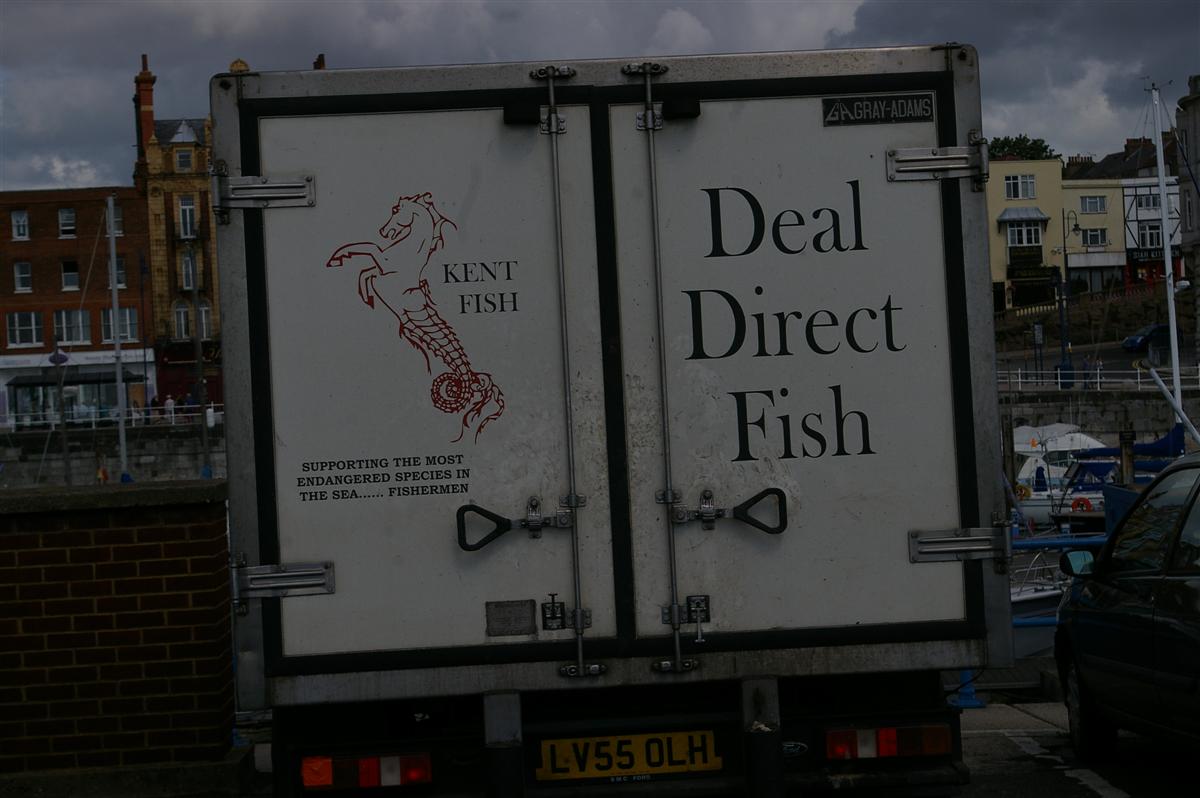 GRAY-ADAMS
KENT
FISH
SUPPORTING THE MOST
ENDANGERED SPECIES IN
THE SEA...... FISHERMEN
Deal
Direct
Fish
LV55 OLH